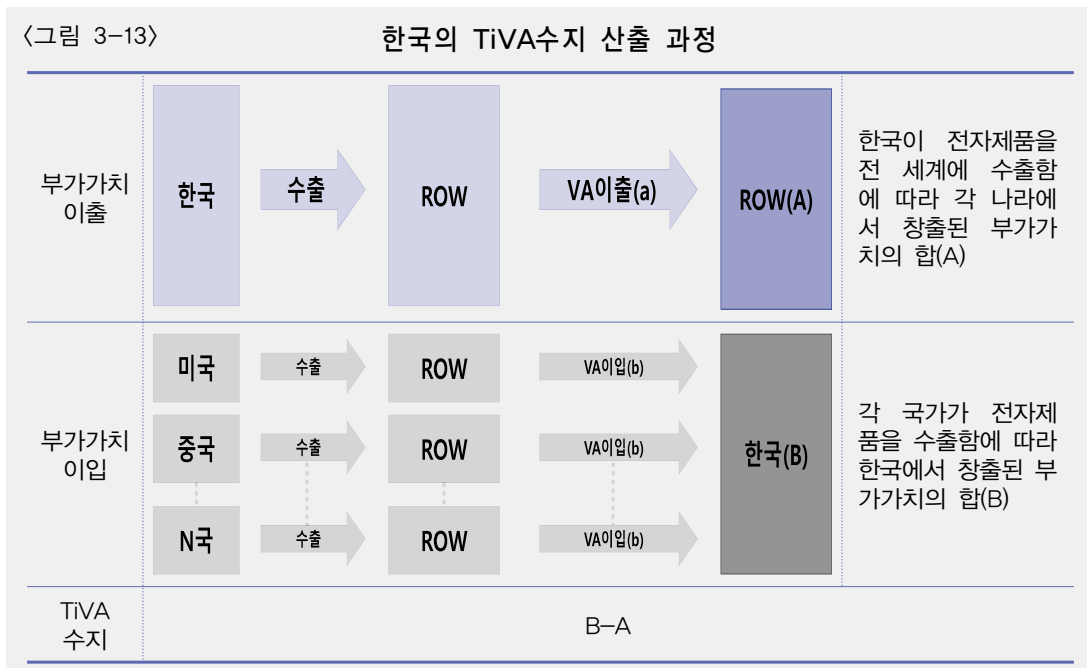 〈그림 3-13〉
한국의 TiVA수지 산출 과정
부가가치
이출
한국
수출
ROW
VA이출(a)
ROW(A)
한국이 전자제품을
전 세계에 수출함
에 따라 각 나라에
서 창출된 부가가
치의 합(A)
부가가치
이입
미국
수출
ROW
VA이입(b)
중국
수출
ROW
VA이입(b)
N국
수출
ROW
VA이입(b)
한국(B)
각 국가가 전자제
품을 수출함에 따라
한국에서 창출된 부
가가치의 합(B)
TiVA
수지
B-A